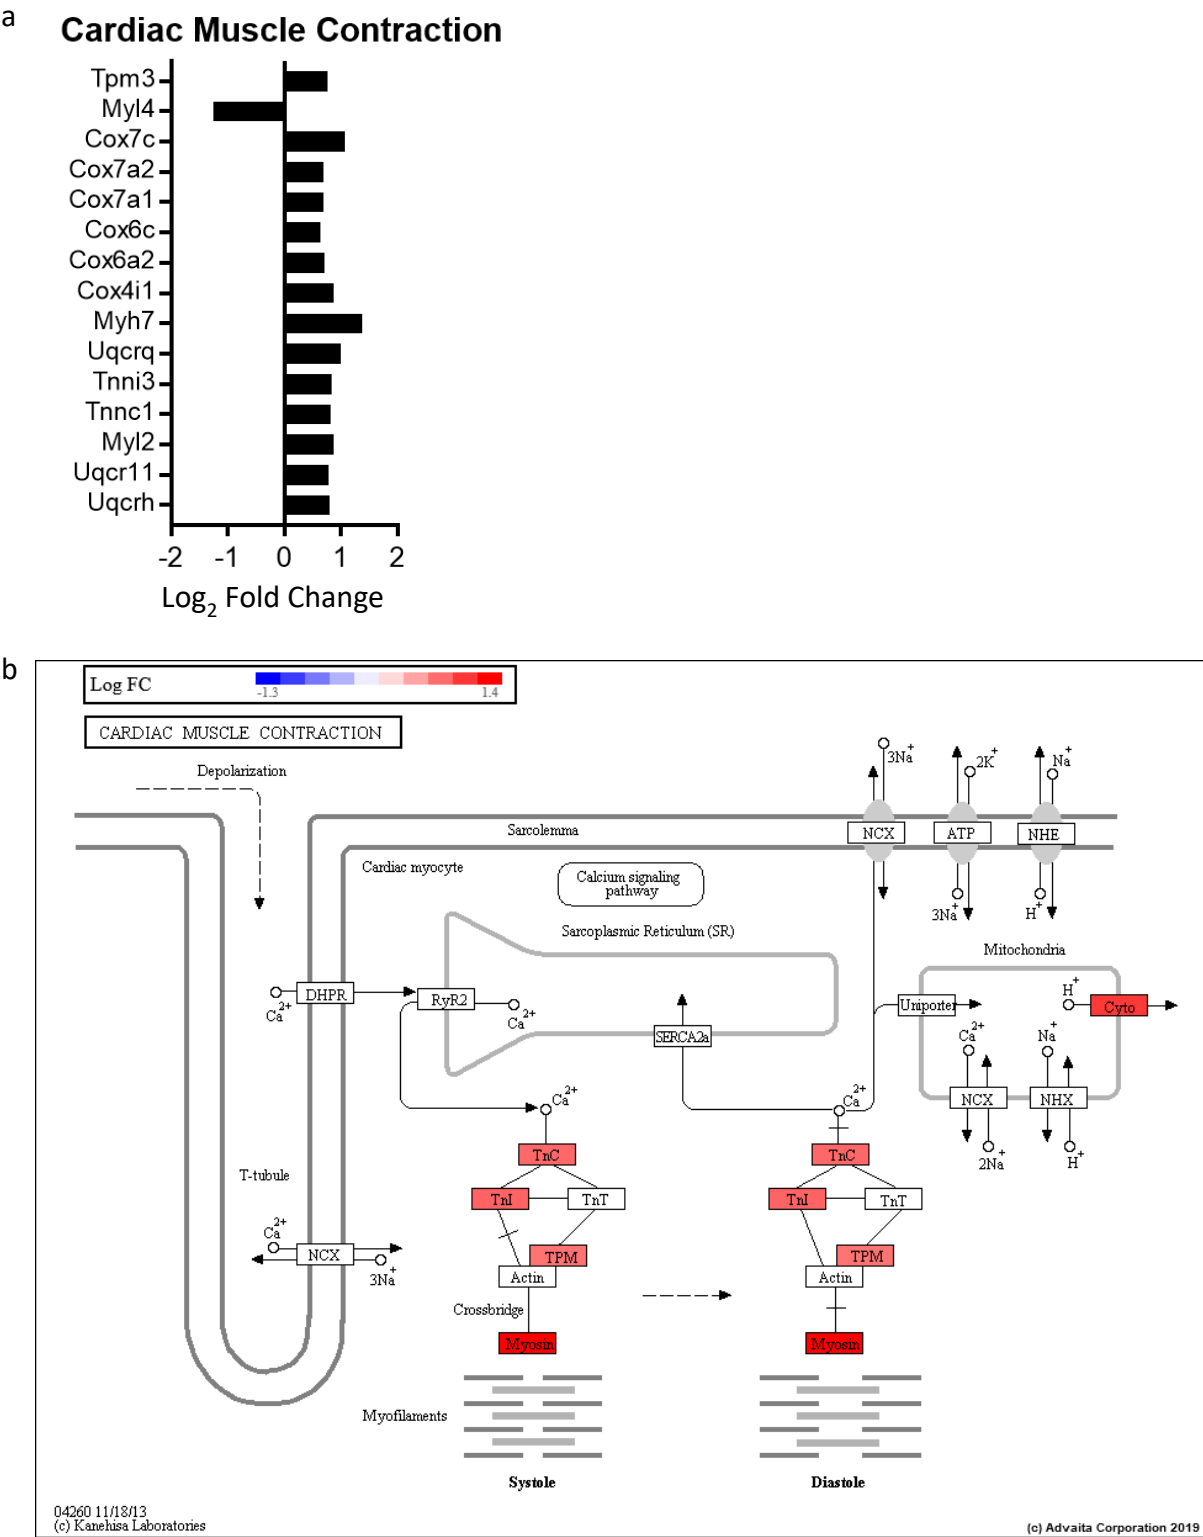 a
Cardiac Muscle Contraction
Tpm3
Myl4
Cox7c
Cox7a2
Cox7a1
Cox6c
Cox6a2
Cox4i1
Myh7
Uqcrq
Tnni3
Tnnc1
Myl2
Uqcr11
Uqcrh
-2 -1 0 1 2
Log2 Fold Change
b
Log FC
-1.3 1.4
CARDIAC MUSCLE CONTRACTION
Depolarization
3Na+
2K+
Na+
Sarcolemma
NCX ATP NHE
Cardiac myocyte
Calcium signaling
pathway
3Na+
H+
Sarcoplasmic Reticulum (SR)
Mitochondria
DHPR
Ca2+
RyR2
Ca2+
SERCA2a
Uniporter
H+
Cyto
Ca2+
Na+
NCX NHX
2Na+
H+
Ca2+
Ca2+
TnC
TnC
T-tubule
TnI TnT
TnI TnT
Ca2+
NCX
3Na+
TPM
TPM
Actin
Actin
Crossbridge
Myosin
Myosin
Myofilaments
Systole
Diastole
04260 11/18/13
(c) Kanehisa Laboratories
(c) Advaita Corporation 2019